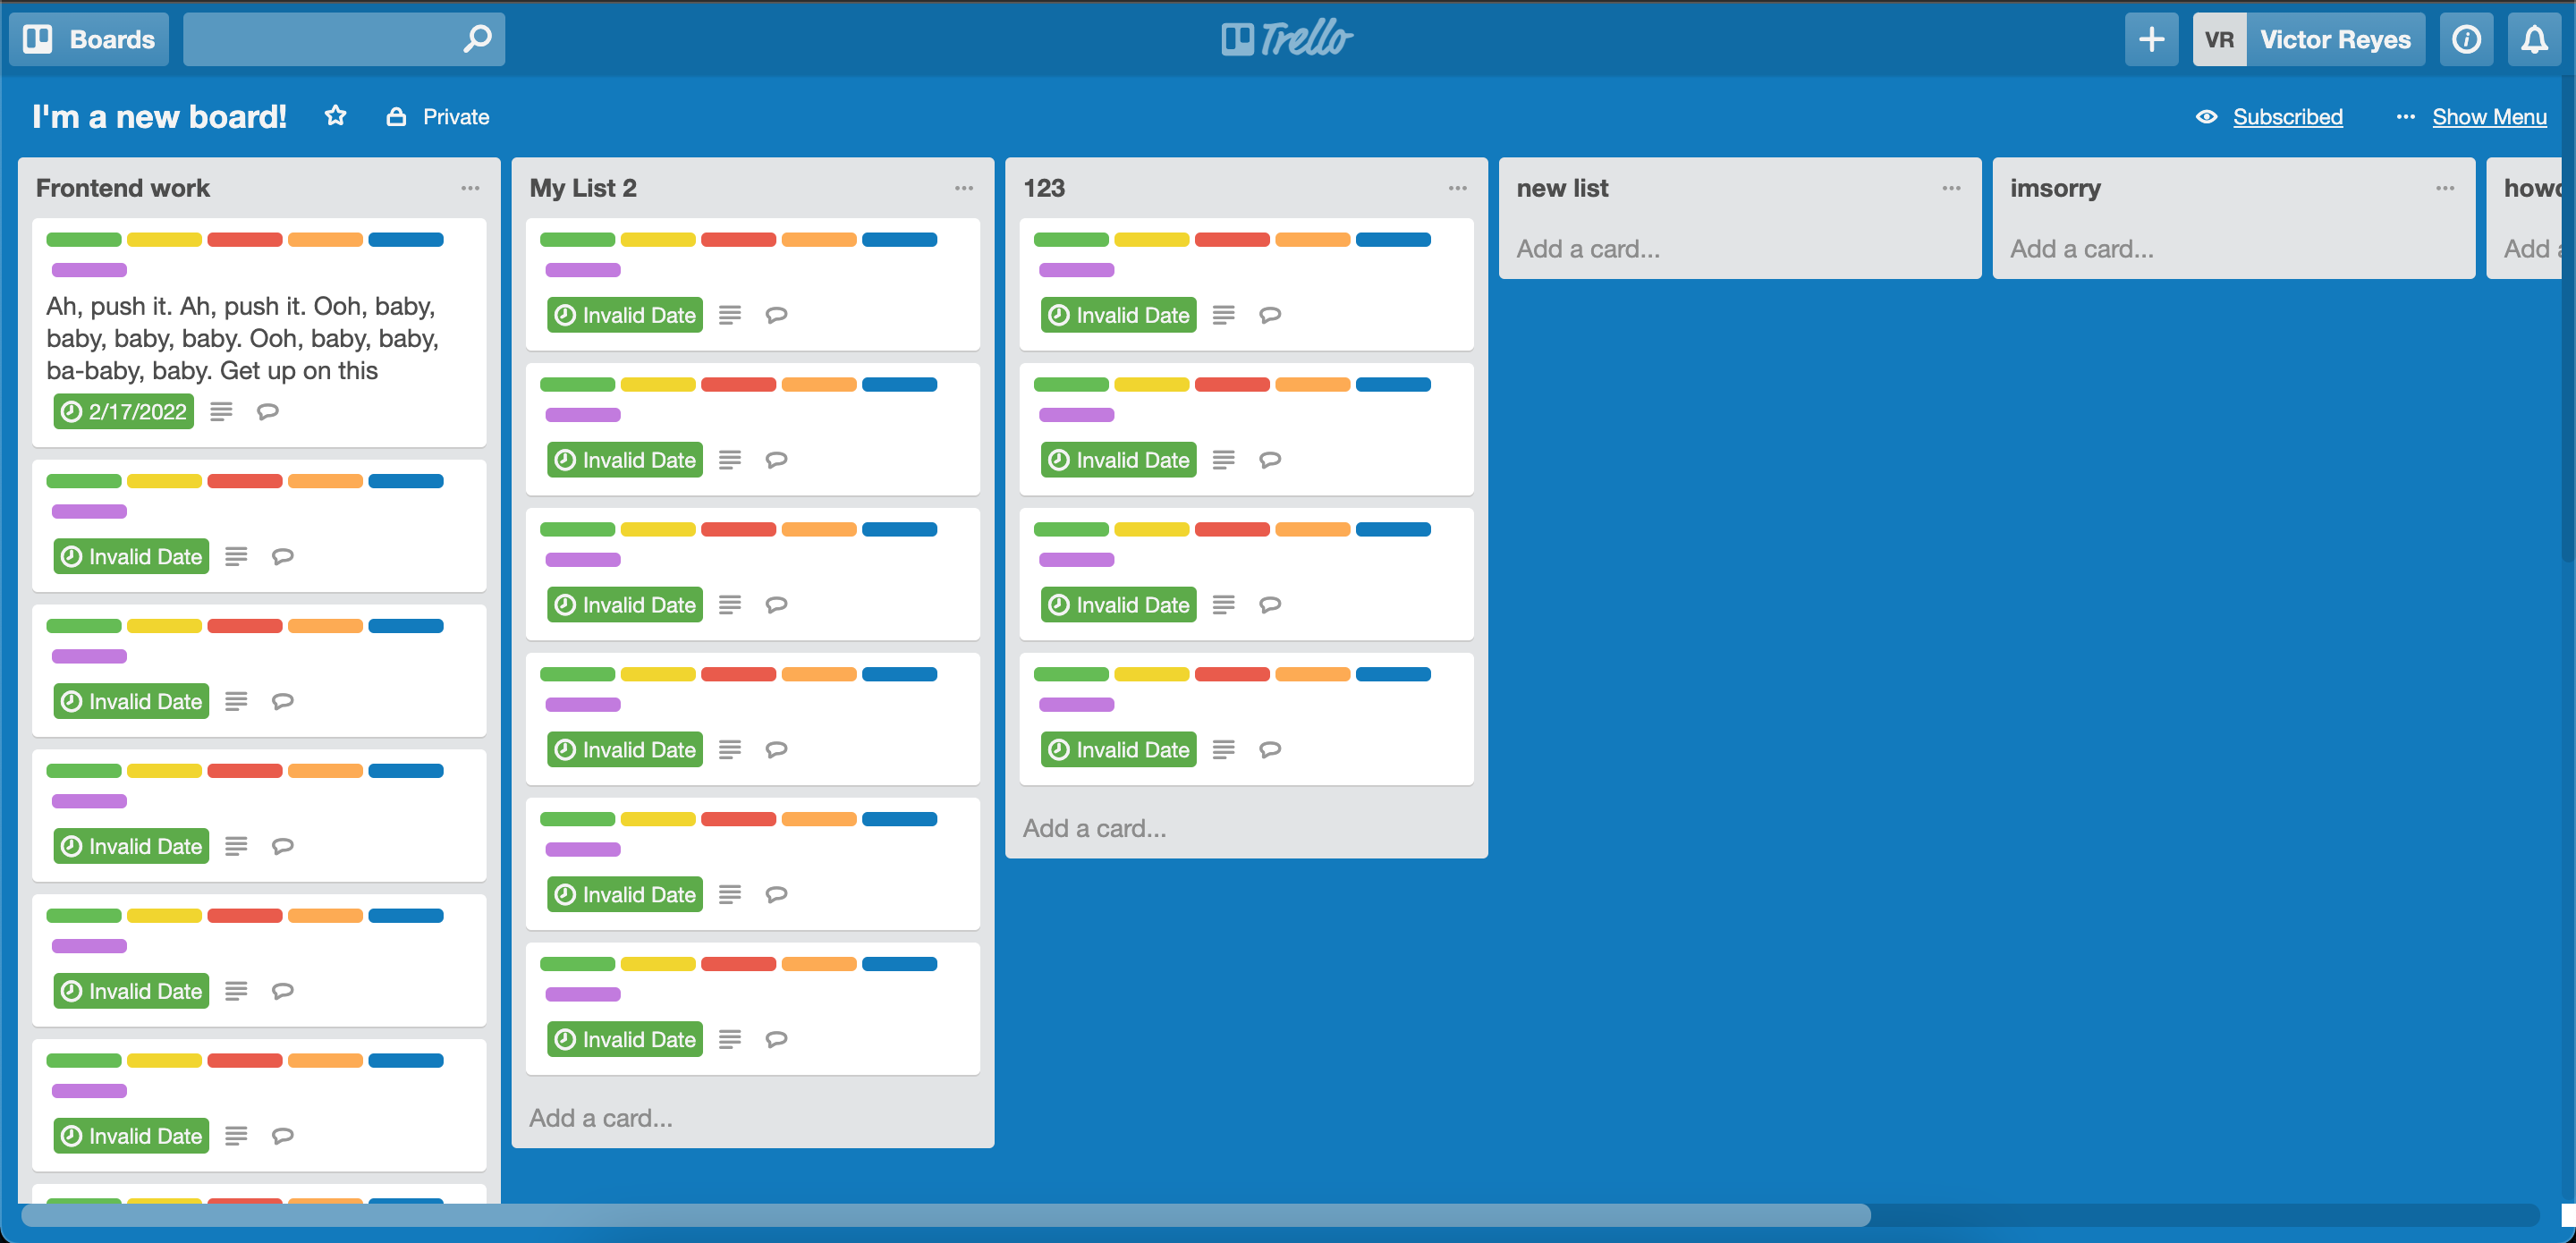 Boards
Trello
VR Victor Reyes
I'm a new board!
Private
Subscribed
... Show Menu
Frontend work ...
Ah, push it. Ah, push it. Ooh, baby,
baby, baby, baby. Ooh, baby, baby,
ba-baby, baby. Get up on this
2/17/2022
Invalid Date
Invalid Date
Invalid Date
Invalid Date
Invalid Date
My List 2 ...
Invalid Date
Invalid Date
Invalid Date
Invalid Date
Invalid Date
Invalid Date
Add a card...
123 ...
Invalid Date
Invalid Date
Invalid Date
Invalid Date
Add a card...
new list ...
Add a card...
imsorry ...
Add a card...
Add